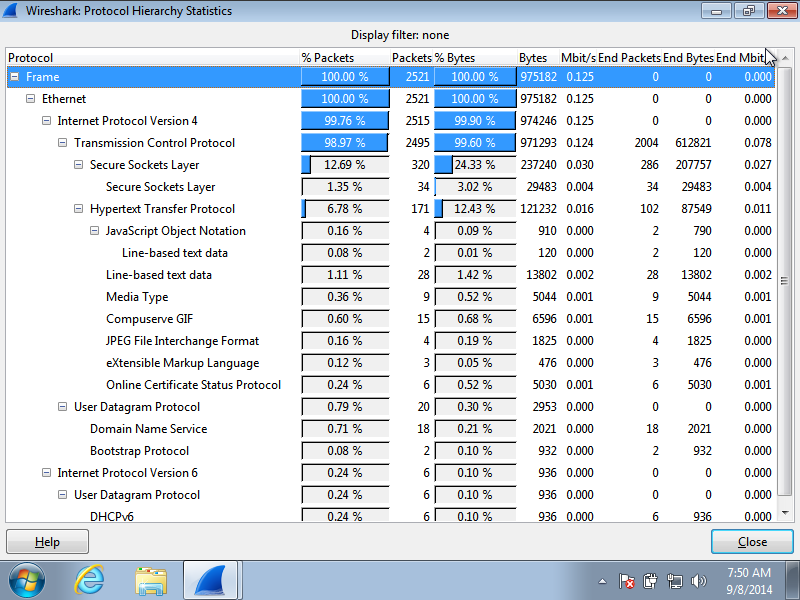 Wireshark: Protocol Hierarchy Statistics
Display filter: none
Protocol % Packets Packets % Bytes Bytes Mbit/s End Packets End Bytes End Mbit/
Frame 100.00 % 2521 100.00 % 975182 0.125 0 0 0.000
Ethernet 100.00 % 2521 100.00 % 975182 0.125 0 0 0.000
Internet Protocol Version 4 99.76 % 2515 99.90 % 974246 0.125 0 0 0.000
Transmission Control Protocol 98.97 % 2495 99.60 % 971293 0.124 2004 612821 0.078
Secure Sockets Layer 12.69 % 320 24.33 % 237240 0.030 286 207757 0.027
Secure Sockets Layer 1.35 % 34 3.02 % 29483 0.004 34 29483 0.004
Hypertext Transfer Protocol 6.78 % 171 12.43 % 121232 0.016 102 87549 0.011
JavaScript Object Notation 0.16 % 4 0.09 % 910 0.000 2 790 0.000
Line-based text data 0.08 % 2 0.01 % 120 0.000 2 120 0.000
Line-based text data 1.11 % 28 1.42 % 13802 0.002 28 13802 0.002
Media Type 0.36 % 9 0.52 % 5044 0.001 9 5044 0.001
Compuserve GIF 0.60 % 15 0.68 % 6596 0.001 15 6596 0.001
JPEG File Interchange Format 0.16 % 4 0.19 % 1825 0.000 4 1825 0.000
eXtensible Markup Language 0.12 % 3 0.05 % 476 0.000 3 476 0.000
Online Certificate Status Protocol 0.24 % 6 0.52 % 5030 0.001 6 5030 0.001
User Datagram Protocol 0.79 % 20 0.30 % 2953 0.000 0 0 0.000
Domain Name Service 0.71 % 18 0.21 % 2021 0.000 18 2021 0.000
Bootstrap Protocol 0.08 % 2 0.10 % 932 0.000 2 932 0.000
Internet Protocol Version 6 0.24 % 6 0.10 % 936 0.000 0 0 0.000
User Datagram Protocol 0.24 % 6 0.10 % 936 0.000 0 0 0.000
DHCPv6 0.24 % 6 0.10 % 936 0.000 6 936 0.000
Help Close
7:50 AM
9/8/2014